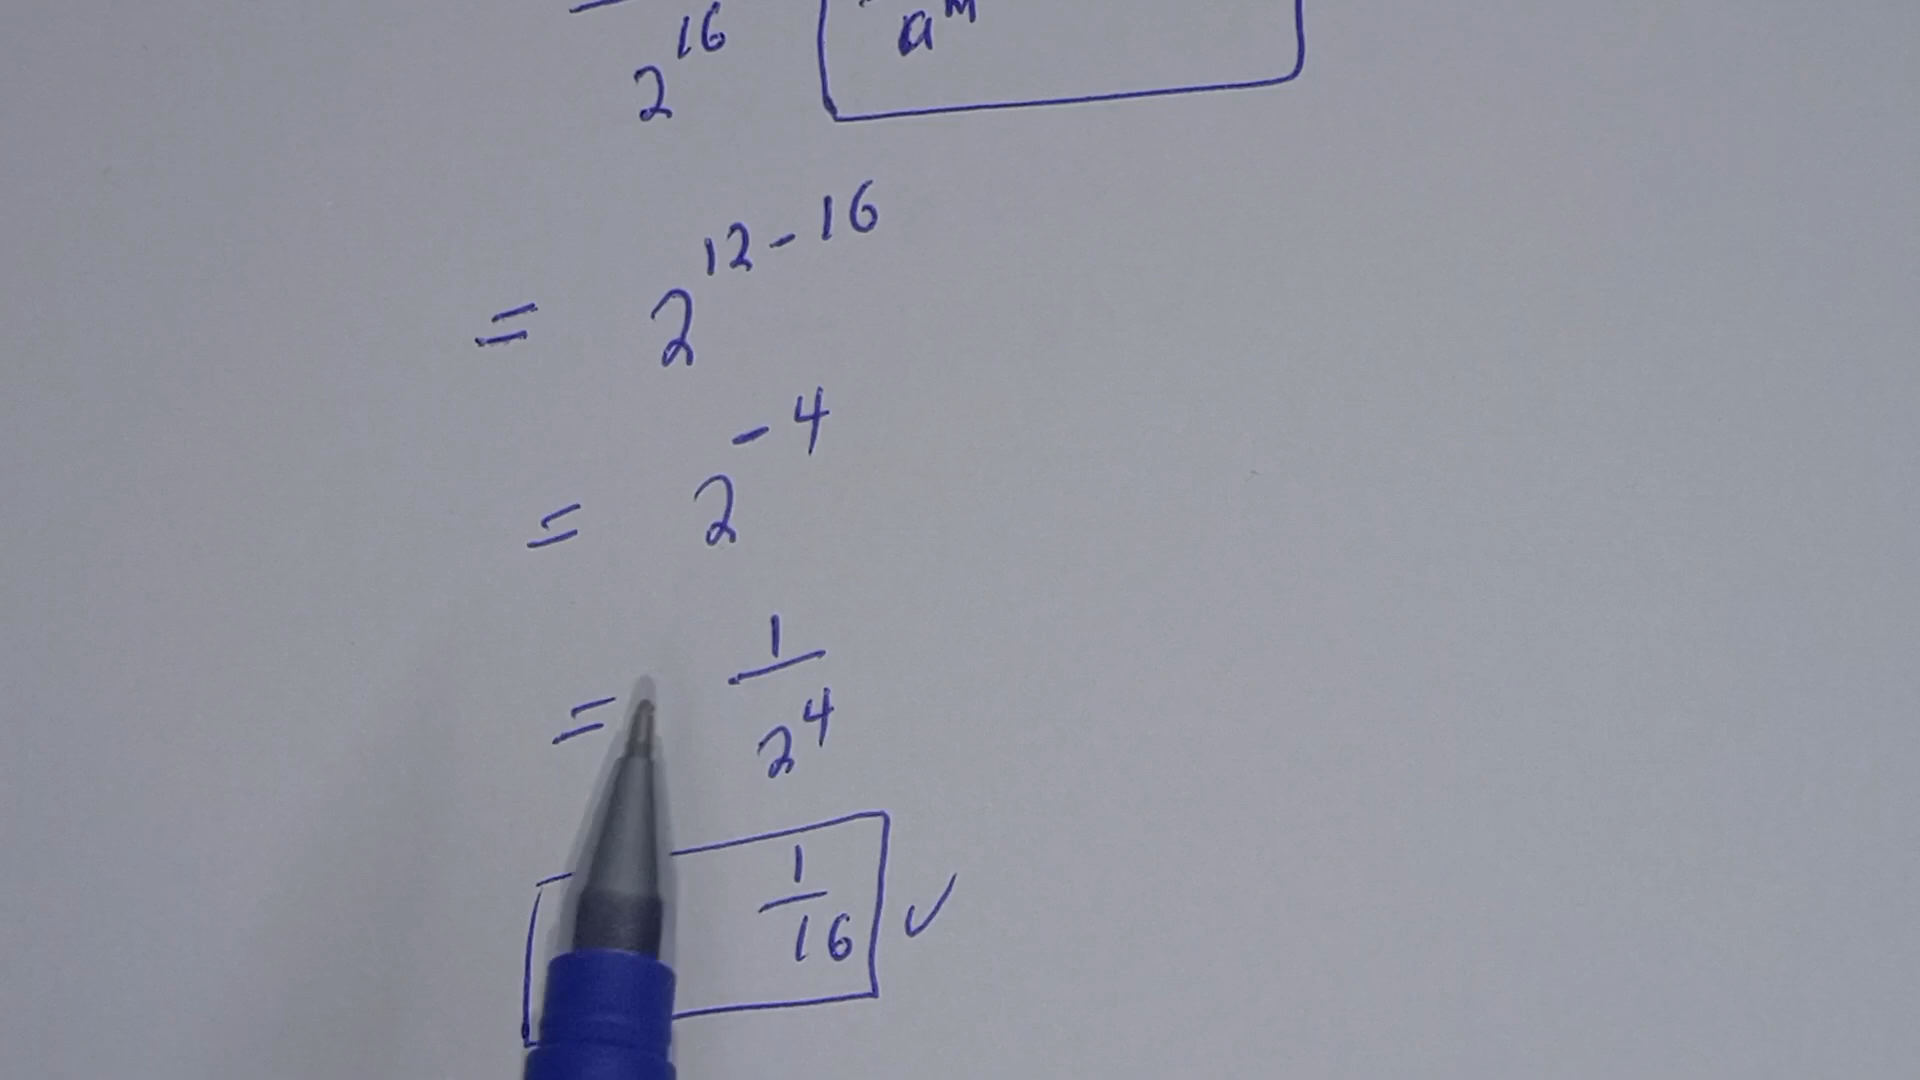 2^16 a^m
= 2^12-16
= 2^-4
= 1/2^4
1/16 ✓